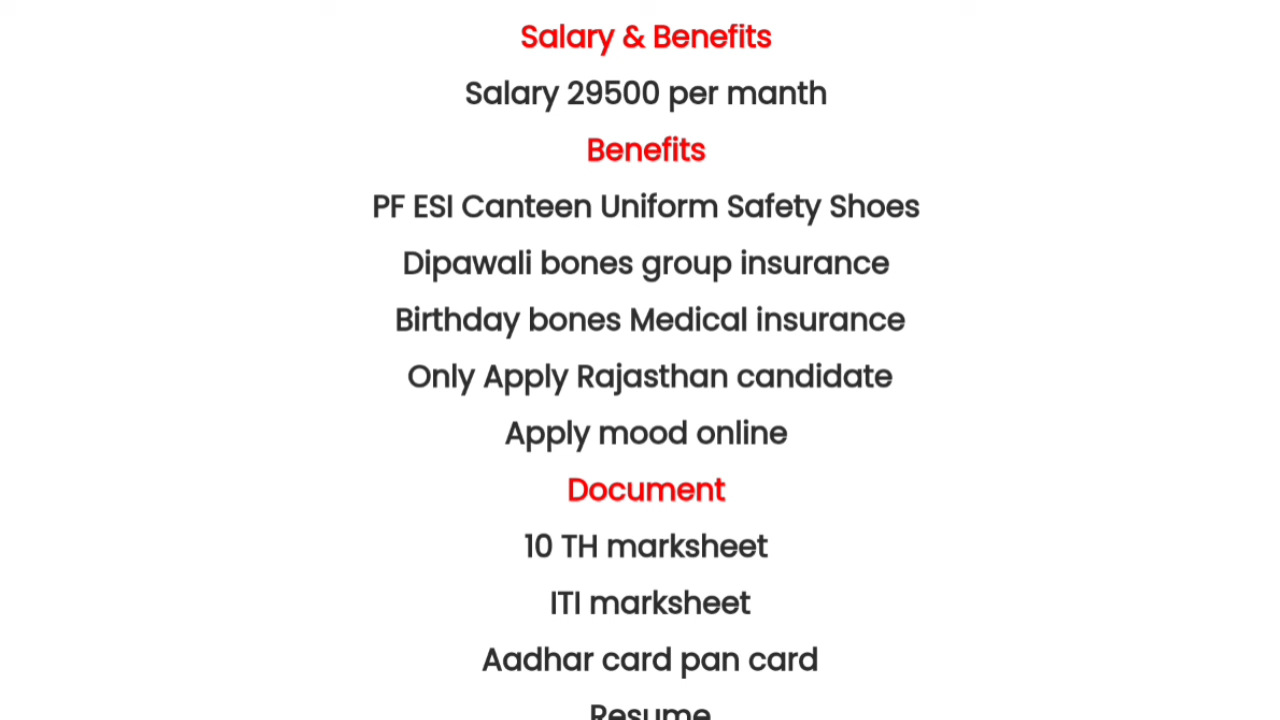 Salary & Benefits
Salary 29500 per manth
Benefits
PF ESI Canteen Uniform Safety Shoes
Dipawali bones group insurance
Birthday bones Medical insurance
Only Apply Rajasthan candidate
Apply mood online
Document
10 TH marksheet
ITI marksheet
Aadhar card pan card
Resume